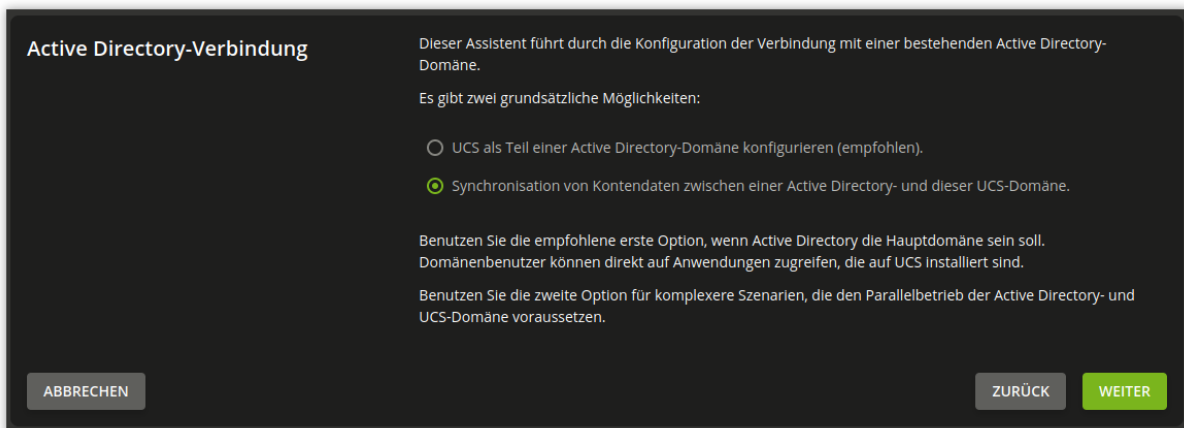 Active Directory-Verbindung
Dieser Assistent führt durch die Konfiguration der Verbindung mit einer bestehenden Active Directory-
Domäne.
Es gibt zwei grundsätzliche Möglichkeiten:
UCS als Teil einer Active Directory-Domäne konfigurieren (empfohlen).
Synchronisation von Kontendaten zwischen einer Active Directory- und dieser UCS-Domäne.
Benutzen Sie die empfohlene erste Option, wenn Active Directory die Hauptdomäne sein soll.
Domänenbenutzer können direkt auf Anwendungen zugreifen, die auf UCS installiert sind.
Benutzen Sie die zweite Option für komplexere Szenarien, die den Parallelbetrieb der Active Directory- und
UCS-Domäne voraussetzen.
ABBRECHEN
ZURÜCK
WEITER